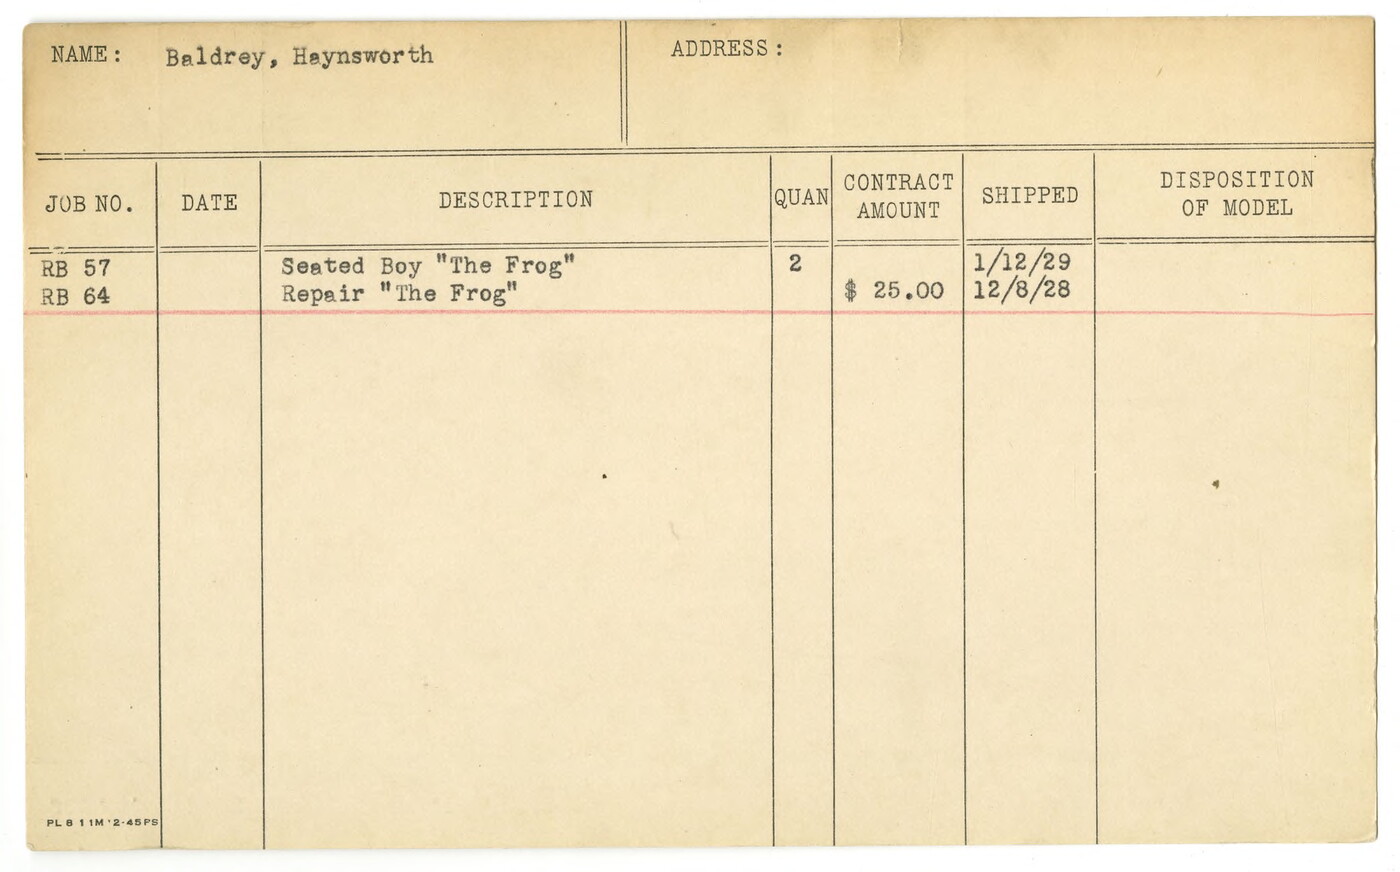 NAME: Baldrey, Haynsworth ADDRESS:
JOB NO. DATE DESCRIPTION QUAN CONTRACT AMOUNT SHIPPED DISPOSITION OF MODEL
RB 57 Seated Boy "The Frog" 2 1/12/29
RB 64 Repair "The Frog" $ 25.00 12/8/28
PL 8 1 1M '2-45PS